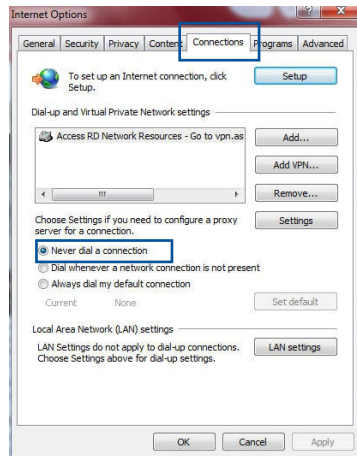 Internet Options
General Security Privacy Content Connections Programs Advanced
To set up an Internet connection, click
Setup.
Setup
Dial-up and Virtual Private Network settings
Access RD Network Resources - Go to vpn.as
Add...
Add VPN...
Remove...
Choose Settings if you need to configure a proxy
server for a connection.
Settings
Never dial a connection
Dial whenever a network connection is not present
Always dial my default connection
Current None
Set default
Local Area Network (LAN) settings
LAN Settings do not apply to dial-up connections.
Choose Settings above for dial-up settings.
LAN settings
OK Cancel Apply